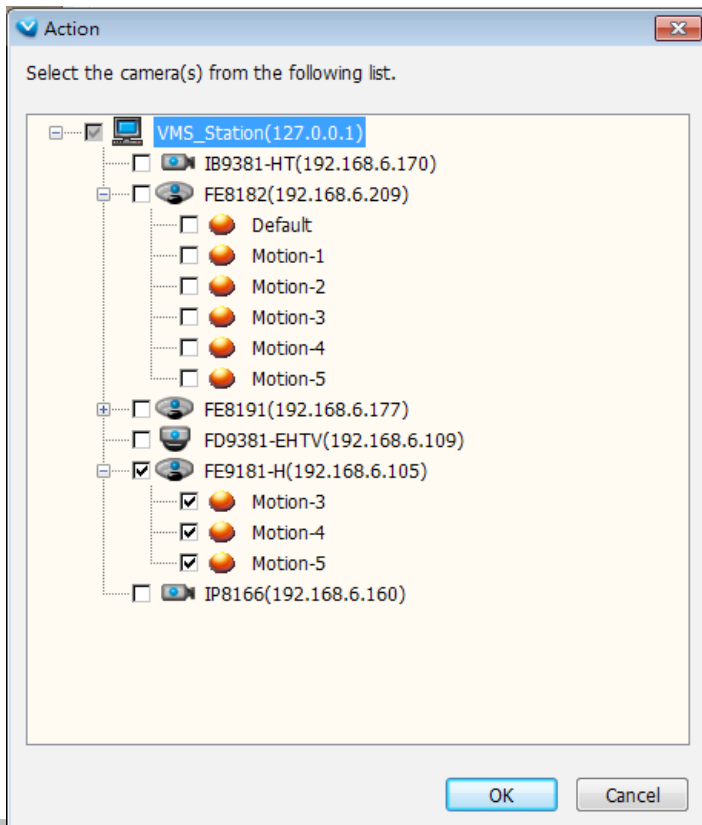 Action
Select the camera(s) from the following list.
VMS_Station(127.0.0.1)
IB9381-HT(192.168.6.170)
FE8182(192.168.6.209)
Default
Motion-1
Motion-2
Motion-3
Motion-4
Motion-5
FE8191(192.168.6.177)
FD9381-EHTV(192.168.6.109)
FE9181-H(192.168.6.105)
Motion-3
Motion-4
Motion-5
IP8166(192.168.6.160)
OK Cancel